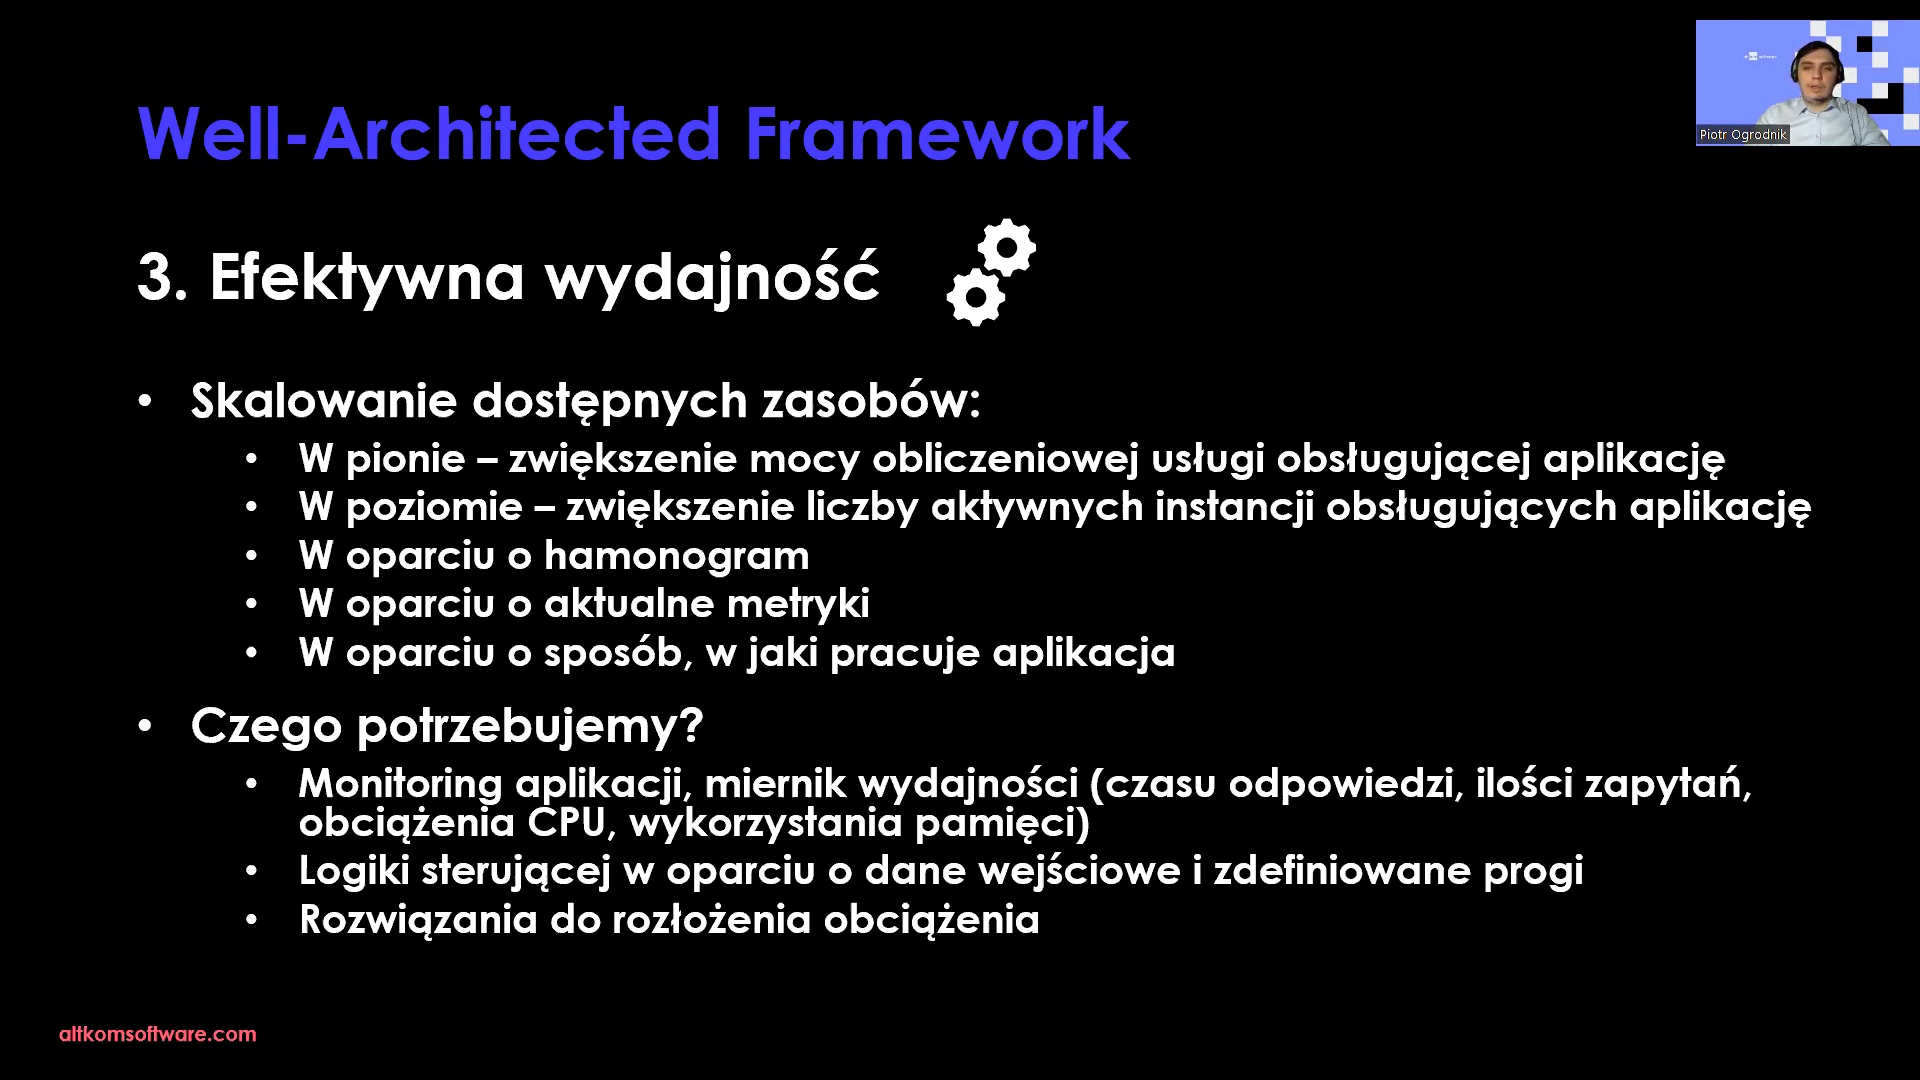 Well-Architected Framework
Piotr Ogrodnik
3. Efektywna wydajność
• Skalowanie dostępnych zasobów:
• W pionie – zwiększenie mocy obliczeniowej usługi obsługującej aplikację
• W poziomie – zwiększenie liczby aktywnych instancji obsługujących aplikację
• W oparciu o hamonogram
• W oparciu o aktualne metryki
• W oparciu o sposób, w jaki pracuje aplikacja
• Czego potrzebujemy?
• Monitoring aplikacji, miernik wydajności (czasu odpowiedzi, ilości zapytań,
obciążenia CPU, wykorzystania pamięci)
• Logiki sterującej w oparciu o dane wejściowe i zdefiniowane progi
• Rozwiązania do rozłożenia obciążenia
altkomsoftware.com